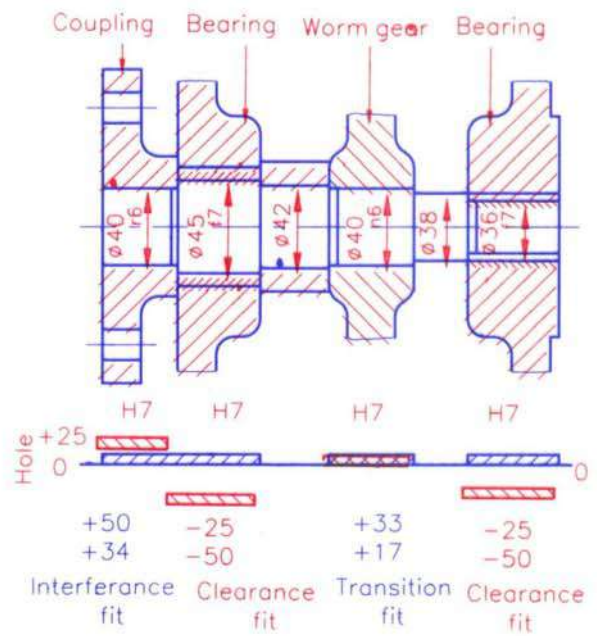 Coupling Bearing Worm gear Bearing
ø40 r6
ø45 f7
ø42
ø40 n6
ø38
ø36 f7
H7 H7 H7 H7
Hole +25
0 0
+50 -25 +33 -25
+34 -50 +17 -50
Interferance Clearance Transition Clearance
fit fit fit fit